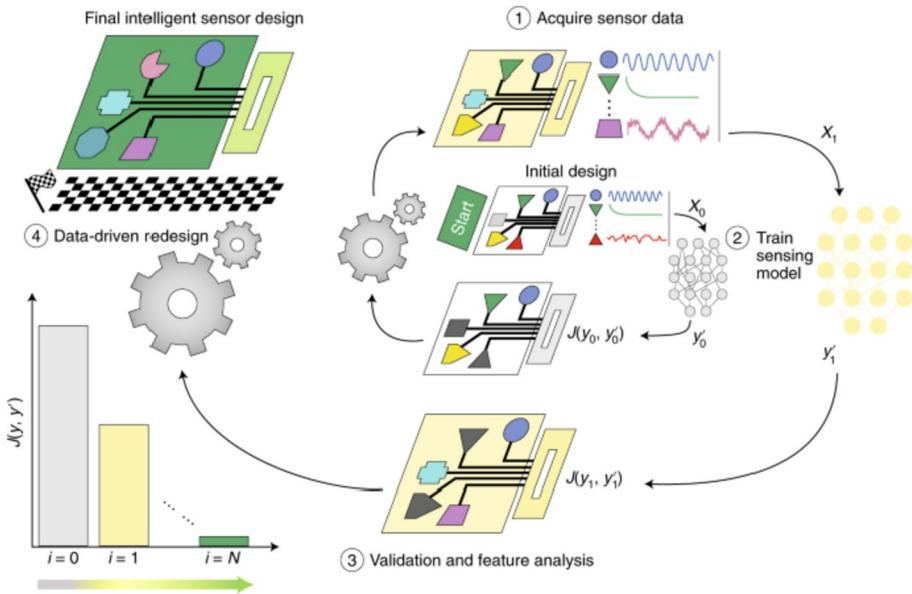 Final intelligent sensor design
1 Acquire sensor data
X₁
Initial design
Start
X₀
2 Train
sensing
model
4 Data-driven redesign
J(y₀, y′₀)
y′₀
y′₁
J(y, y′)
J(y₁, y′₁)
i = 0
i = 1
i = N
3 Validation and feature analysis